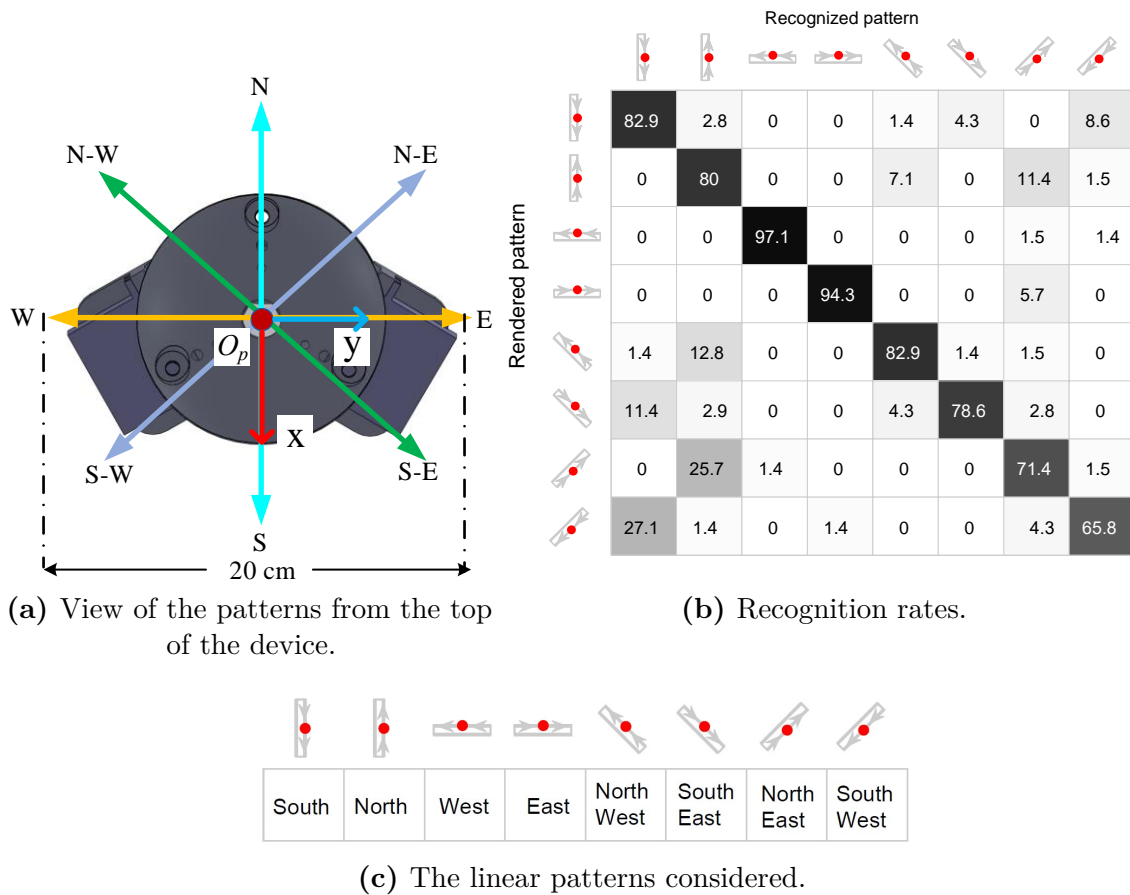 N
N-W
N-E
W
E
O_p
y
x
S-W
S-E
S
20 cm
(a) View of the patterns from the top
of the device.
Recognized pattern
Rendered pattern
82.9 2.8 0 0 1.4 4.3 0 8.6
0 80 0 0 7.1 0 11.4 1.5
0 0 97.1 0 0 0 1.5 1.4
0 0 0 94.3 0 0 5.7 0
1.4 12.8 0 0 82.9 1.4 1.5 0
11.4 2.9 0 0 4.3 78.6 2.8 0
0 25.7 1.4 0 0 0 71.4 1.5
27.1 1.4 0 1.4 0 0 4.3 65.8
(b) Recognition rates.
South North West East North West South East North East South West
(c) The linear patterns considered.